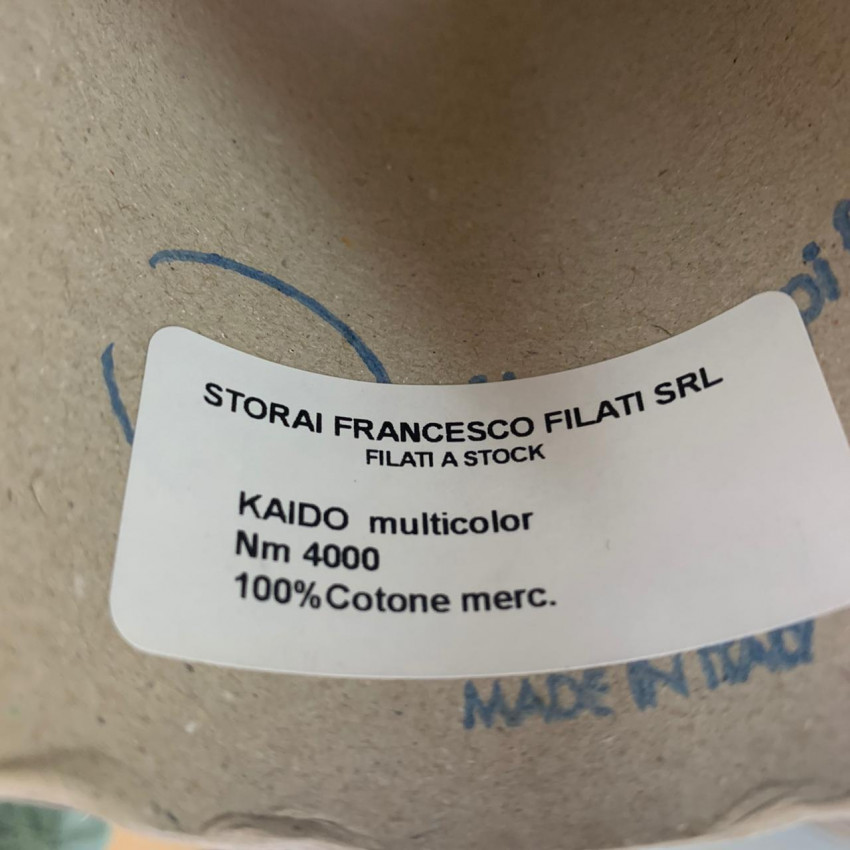 STORAI FRANCESCO FILATI SRL
FILATI A STOCK
KAIDO multicolor
Nm 4000
100%Cotone merc.
MADE IN ITALY